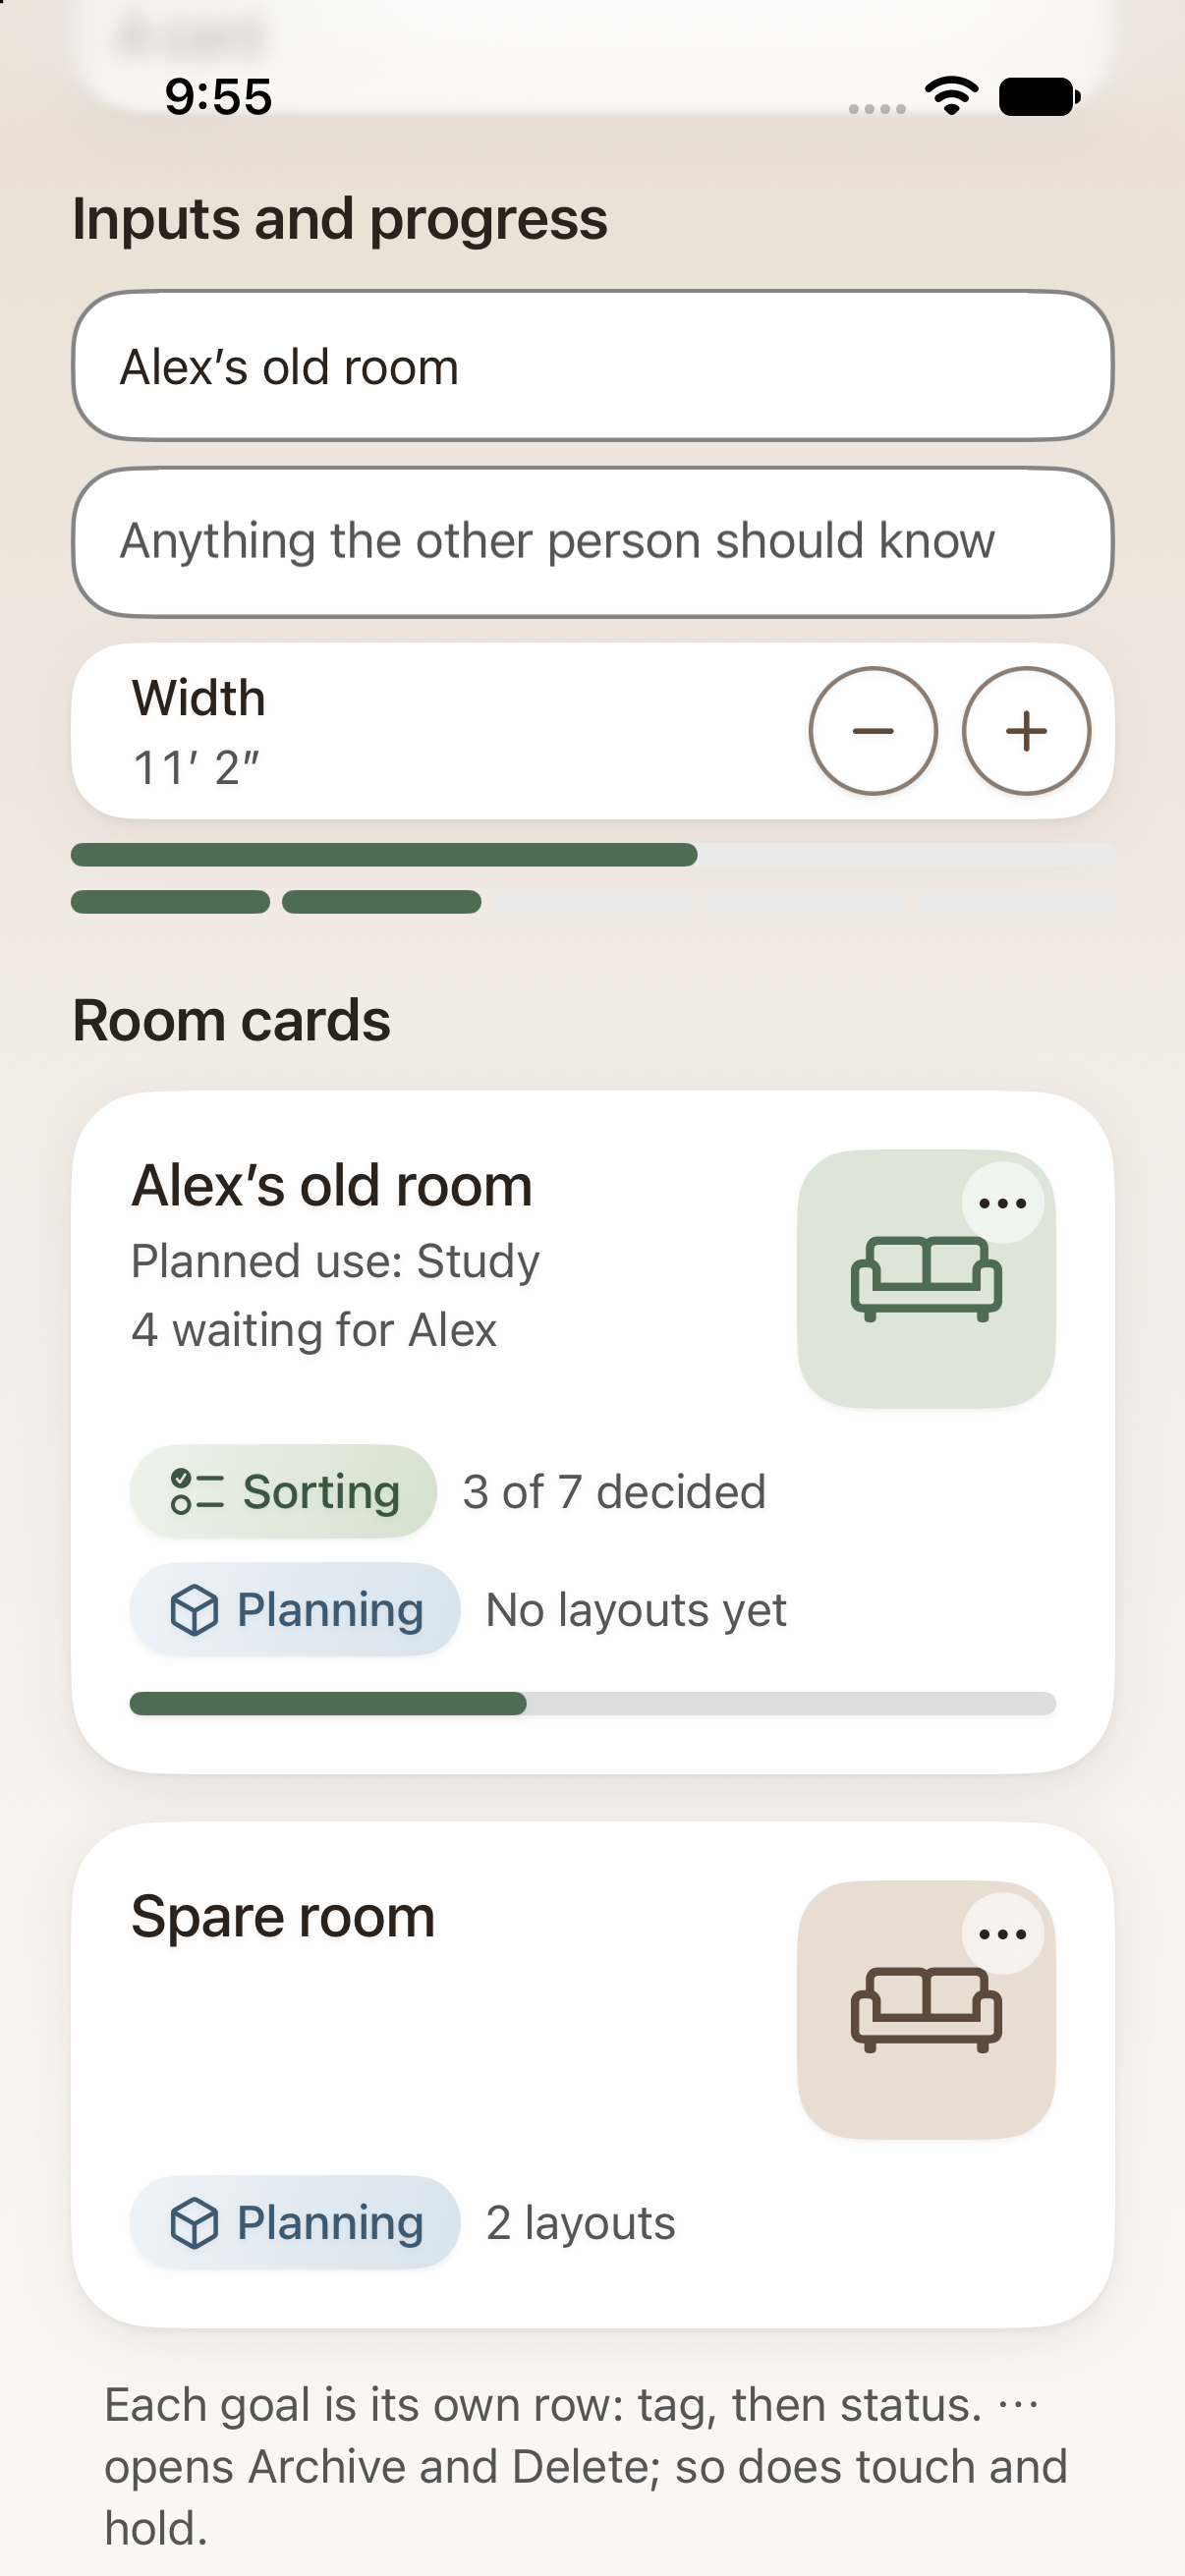 9:55
Inputs and progress
Alex’s old room
Anything the other person should know
Width
11′ 2″
Room cards
Alex’s old room
Planned use: Study
4 waiting for Alex
Sorting 3 of 7 decided
Planning No layouts yet
Spare room
Planning 2 layouts
Each goal is its own row: tag, then status. ···
opens Archive and Delete; so does touch and
hold.